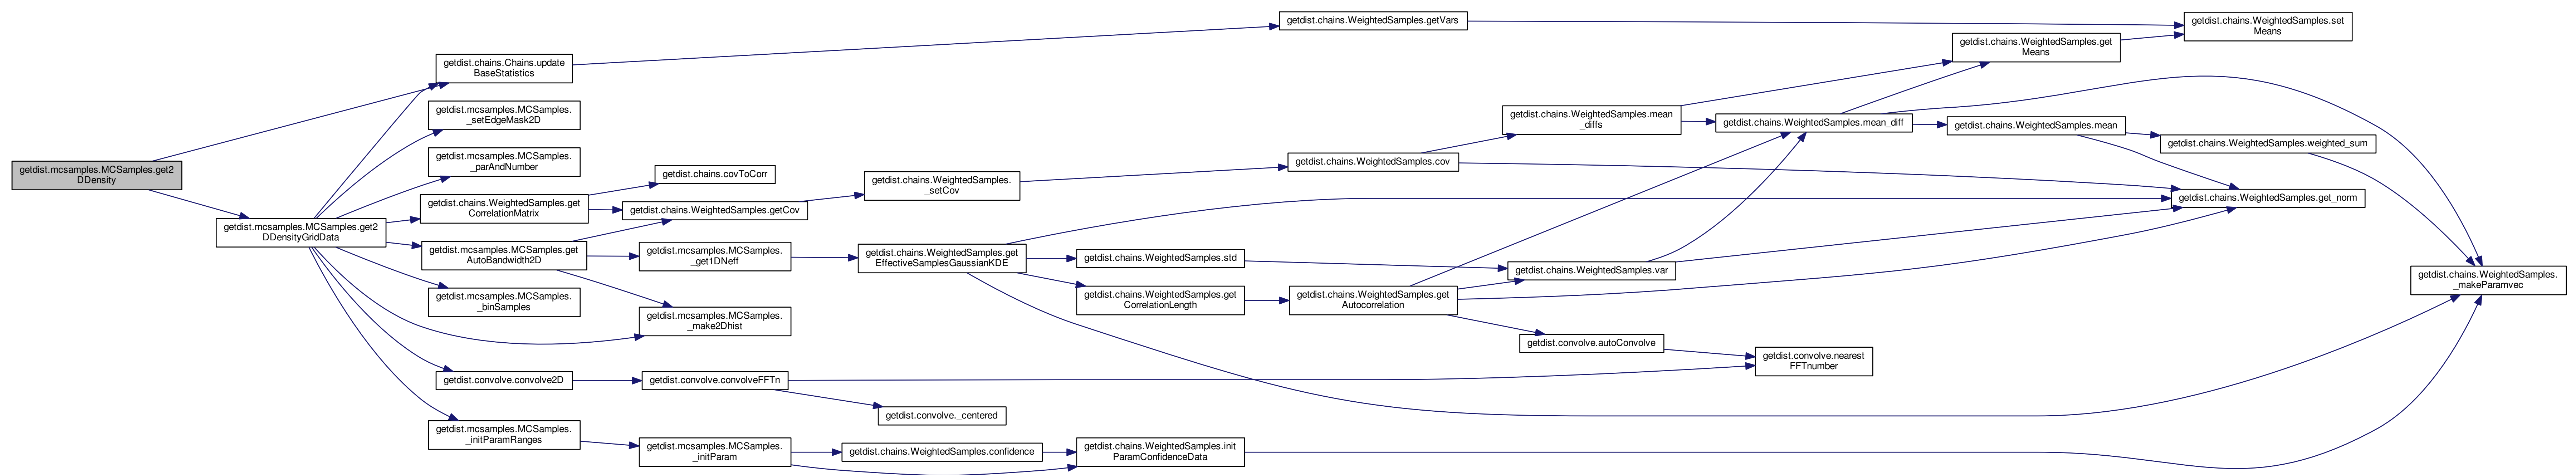 getdist.mcsamples.MCSamples.get2
DDensity
getdist.mcsamples.MCSamples.get2
DDensityGridData
getdist.chains.Chains.update
BaseStatistics
getdist.mcsamples.MCSamples.
_setEdgeMask2D
getdist.mcsamples.MCSamples.
_parAndNumber
getdist.chains.WeightedSamples.get
CorrelationMatrix
getdist.mcsamples.MCSamples.get
AutoBandwidth2D
getdist.mcsamples.MCSamples.
_binSamples
getdist.convolve.convolve2D
getdist.mcsamples.MCSamples.
_initParamRanges
getdist.chains.covToCorr
getdist.chains.WeightedSamples.getCov
getdist.mcsamples.MCSamples.
_get1DNeff
getdist.mcsamples.MCSamples.
_make2Dhist
getdist.convolve.convolveFFTn
getdist.mcsamples.MCSamples.
_initParam
getdist.chains.WeightedSamples.
_setCov
getdist.chains.WeightedSamples.get
EffectiveSamplesGaussianKDE
getdist.convolve._centered
getdist.chains.WeightedSamples.confidence
getdist.chains.WeightedSamples.std
getdist.chains.WeightedSamples.get
CorrelationLength
getdist.chains.WeightedSamples.init
ParamConfidenceData
getdist.chains.WeightedSamples.getVars
getdist.chains.WeightedSamples.cov
getdist.chains.WeightedSamples.get
Autocorrelation
getdist.chains.WeightedSamples.mean
_diffs
getdist.chains.WeightedSamples.var
getdist.convolve.autoConvolve
getdist.chains.WeightedSamples.mean_diff
getdist.convolve.nearest
FFTnumber
getdist.chains.WeightedSamples.get
Means
getdist.chains.WeightedSamples.mean
getdist.chains.WeightedSamples.set
Means
getdist.chains.WeightedSamples.weighted_sum
getdist.chains.WeightedSamples.get_norm
getdist.chains.WeightedSamples.
_makeParamvec